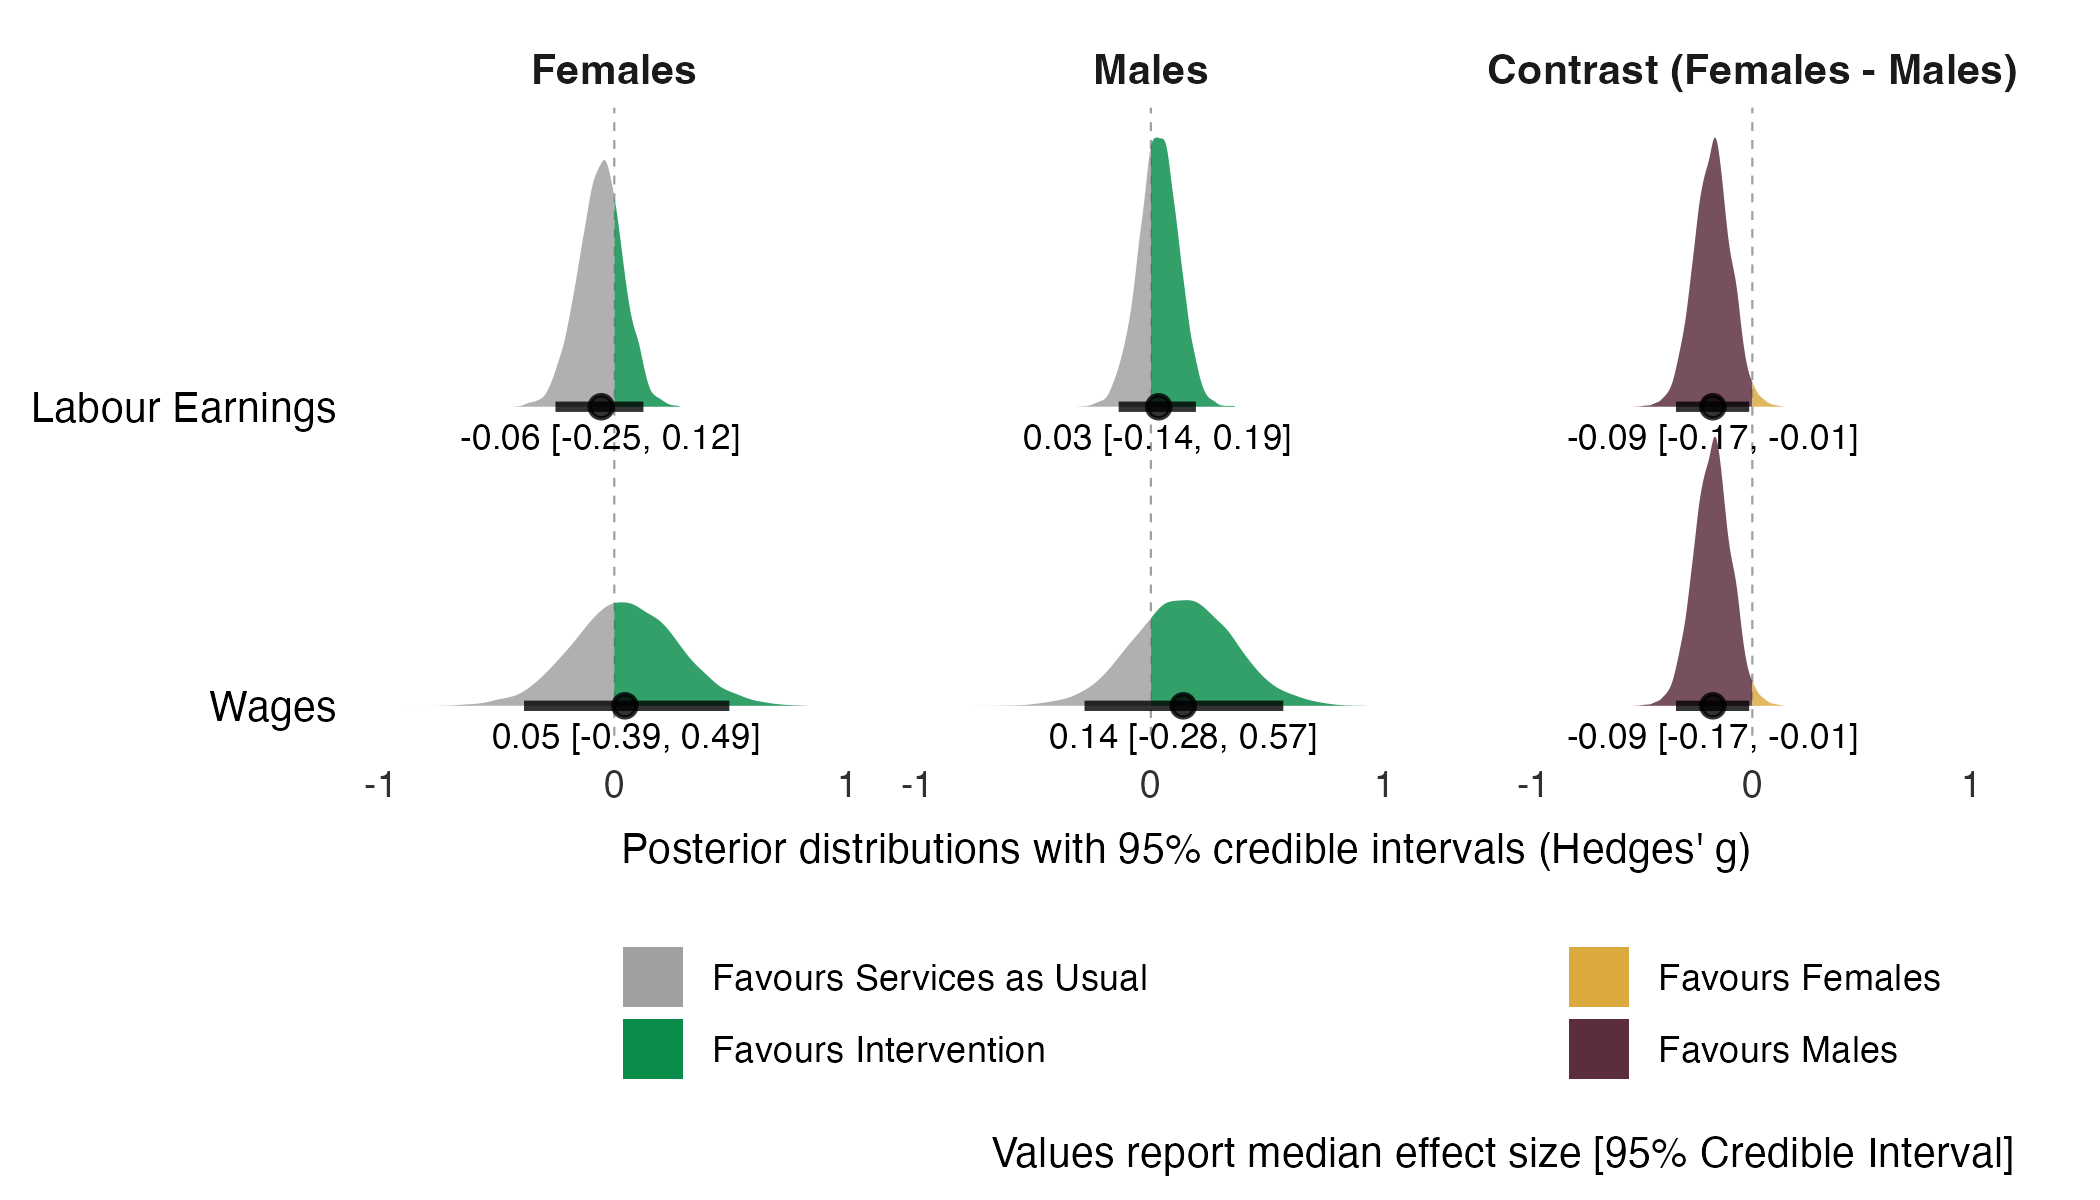 Females Males Contrast (Females - Males)
Labour Earnings
-0.06 [-0.25, 0.12] 0.03 [-0.14, 0.19] -0.09 [-0.17, -0.01]
Wages
0.05 [-0.39, 0.49] 0.14 [-0.28, 0.57] -0.09 [-0.17, -0.01]
-1 0 1 -1 0 1 -1 0 1
Posterior distributions with 95% credible intervals (Hedges' g)
Favours Services as Usual
Favours Intervention
Favours Females
Favours Males
Values report median effect size [95% Credible Interval]